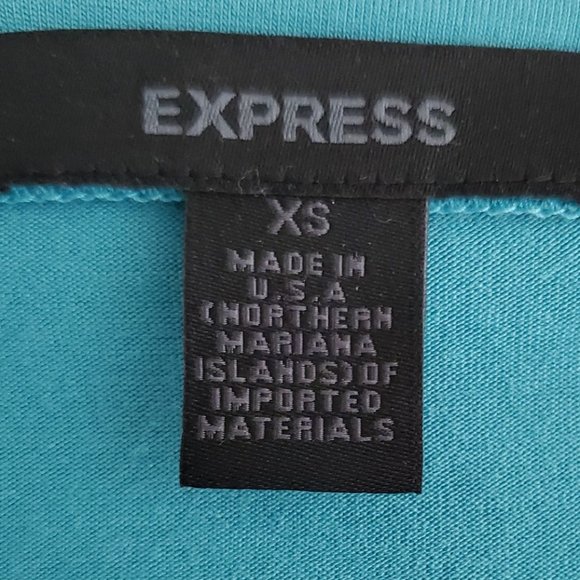 EXPRESS
XS
MADE IN
U.S.A
(NORTHERN
MARIANA
ISLANDS)OF
IMPORTED
MATERIALS